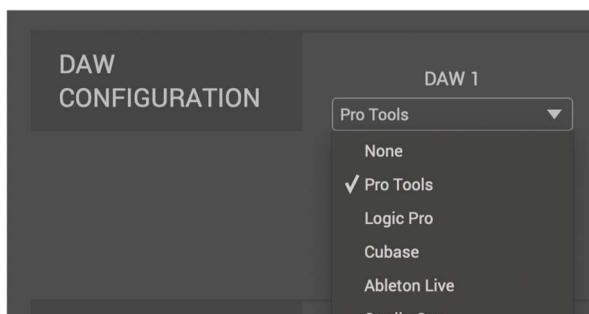 DAW
CONFIGURATION
DAW 1
Pro Tools
None
✓ Pro Tools
Logic Pro
Cubase
Ableton Live